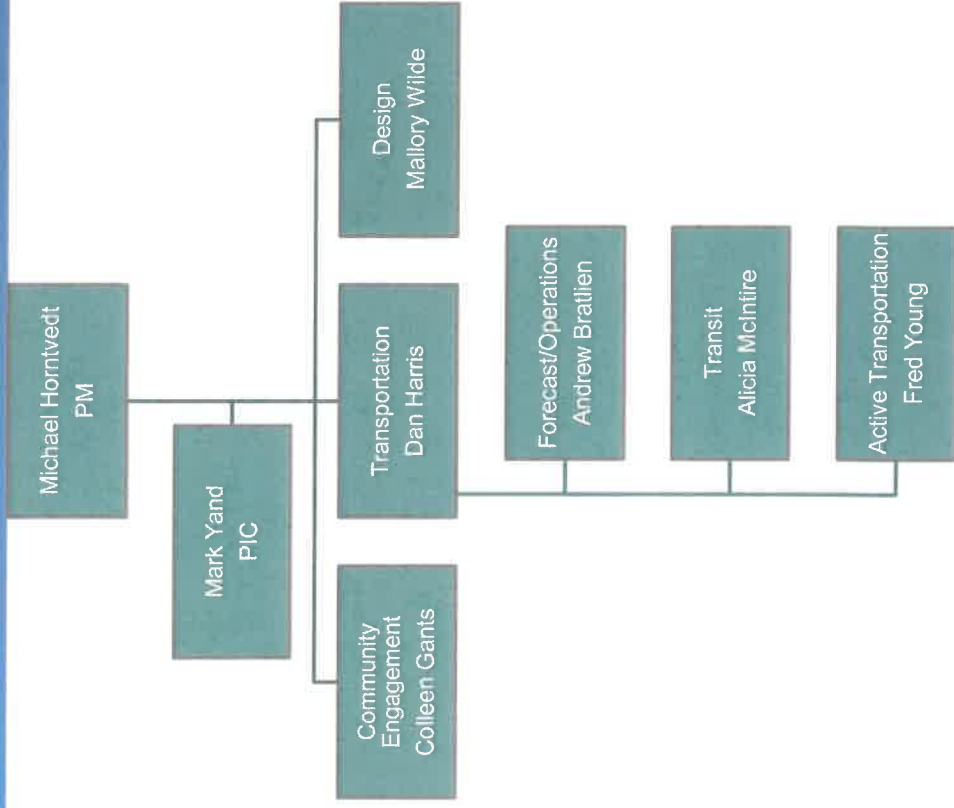 Michael Horntvedt
PM
Mark Yand
PIC
Community
Engagement
Colleen Gants
Transportation
Dan Harris
Design
Mallory Wilde
Forecast/Operations
Andrew Bratlien
Transit
Alicia McIntire
Active Transportation
Fred Young